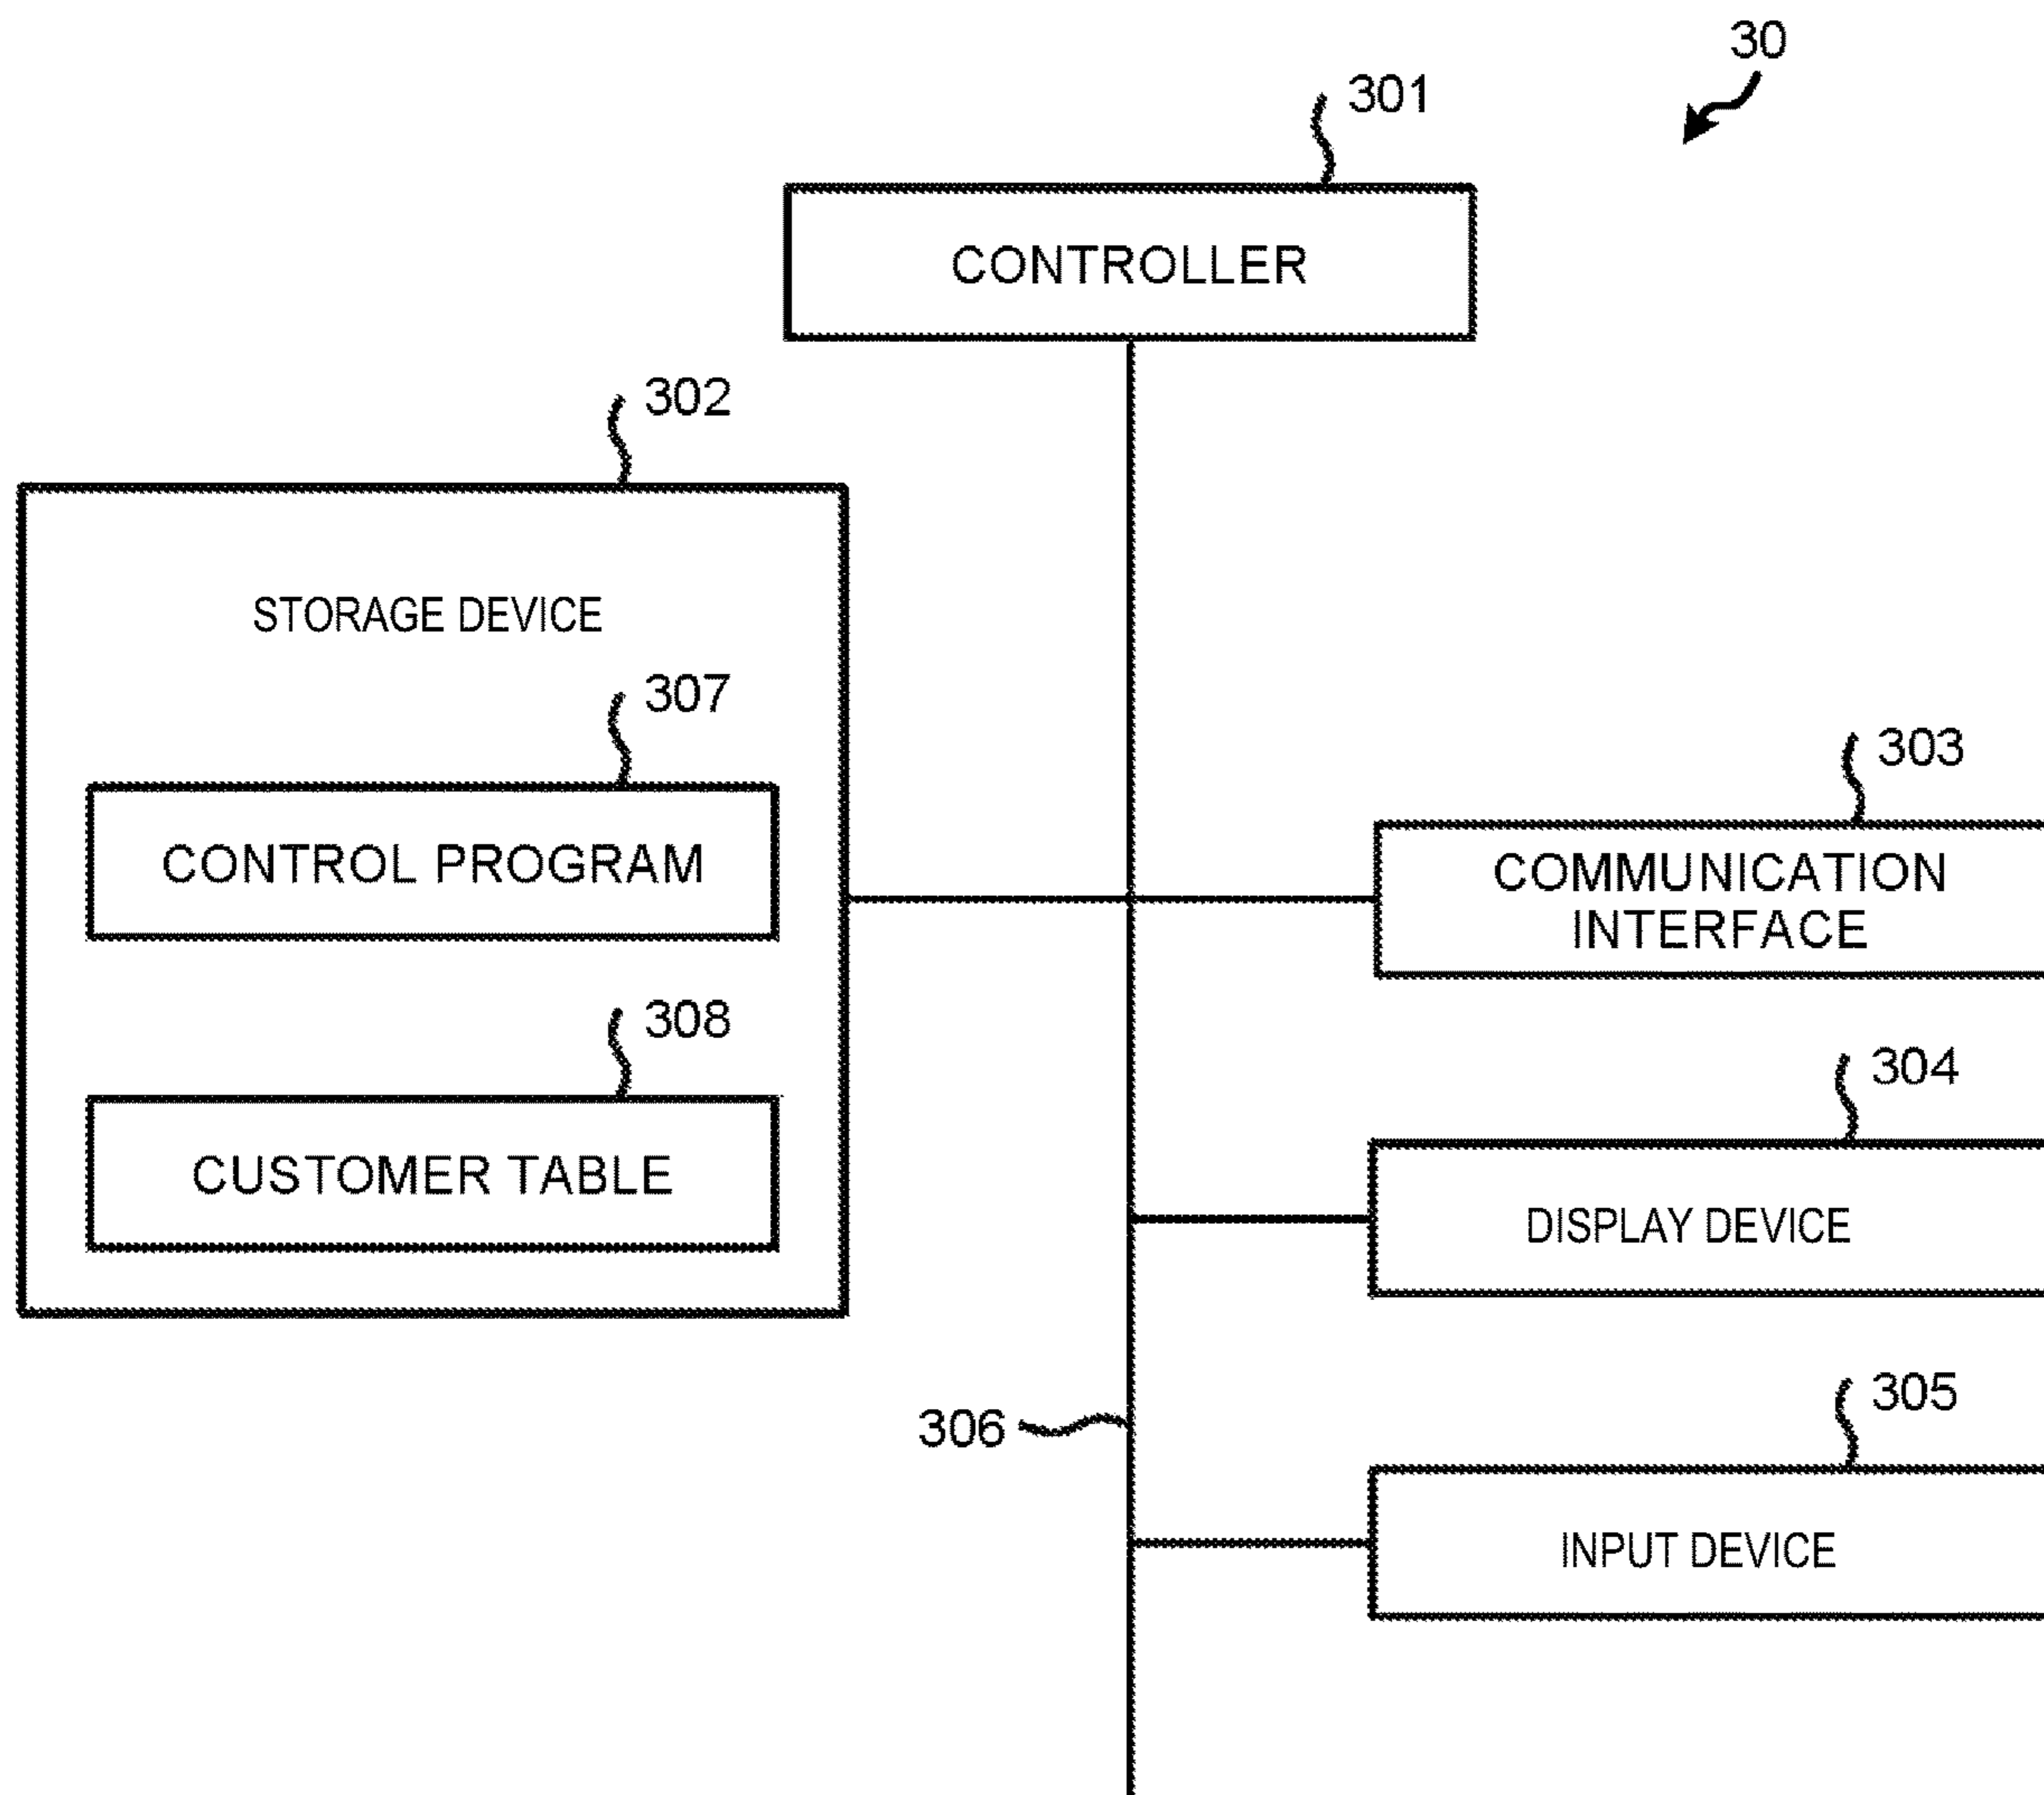 30
301
CONTROLLER
302
STORAGE DEVICE
307
CONTROL PROGRAM
308
CUSTOMER TABLE
303
COMMUNICATION
INTERFACE
304
DISPLAY DEVICE
306
305
INPUT DEVICE